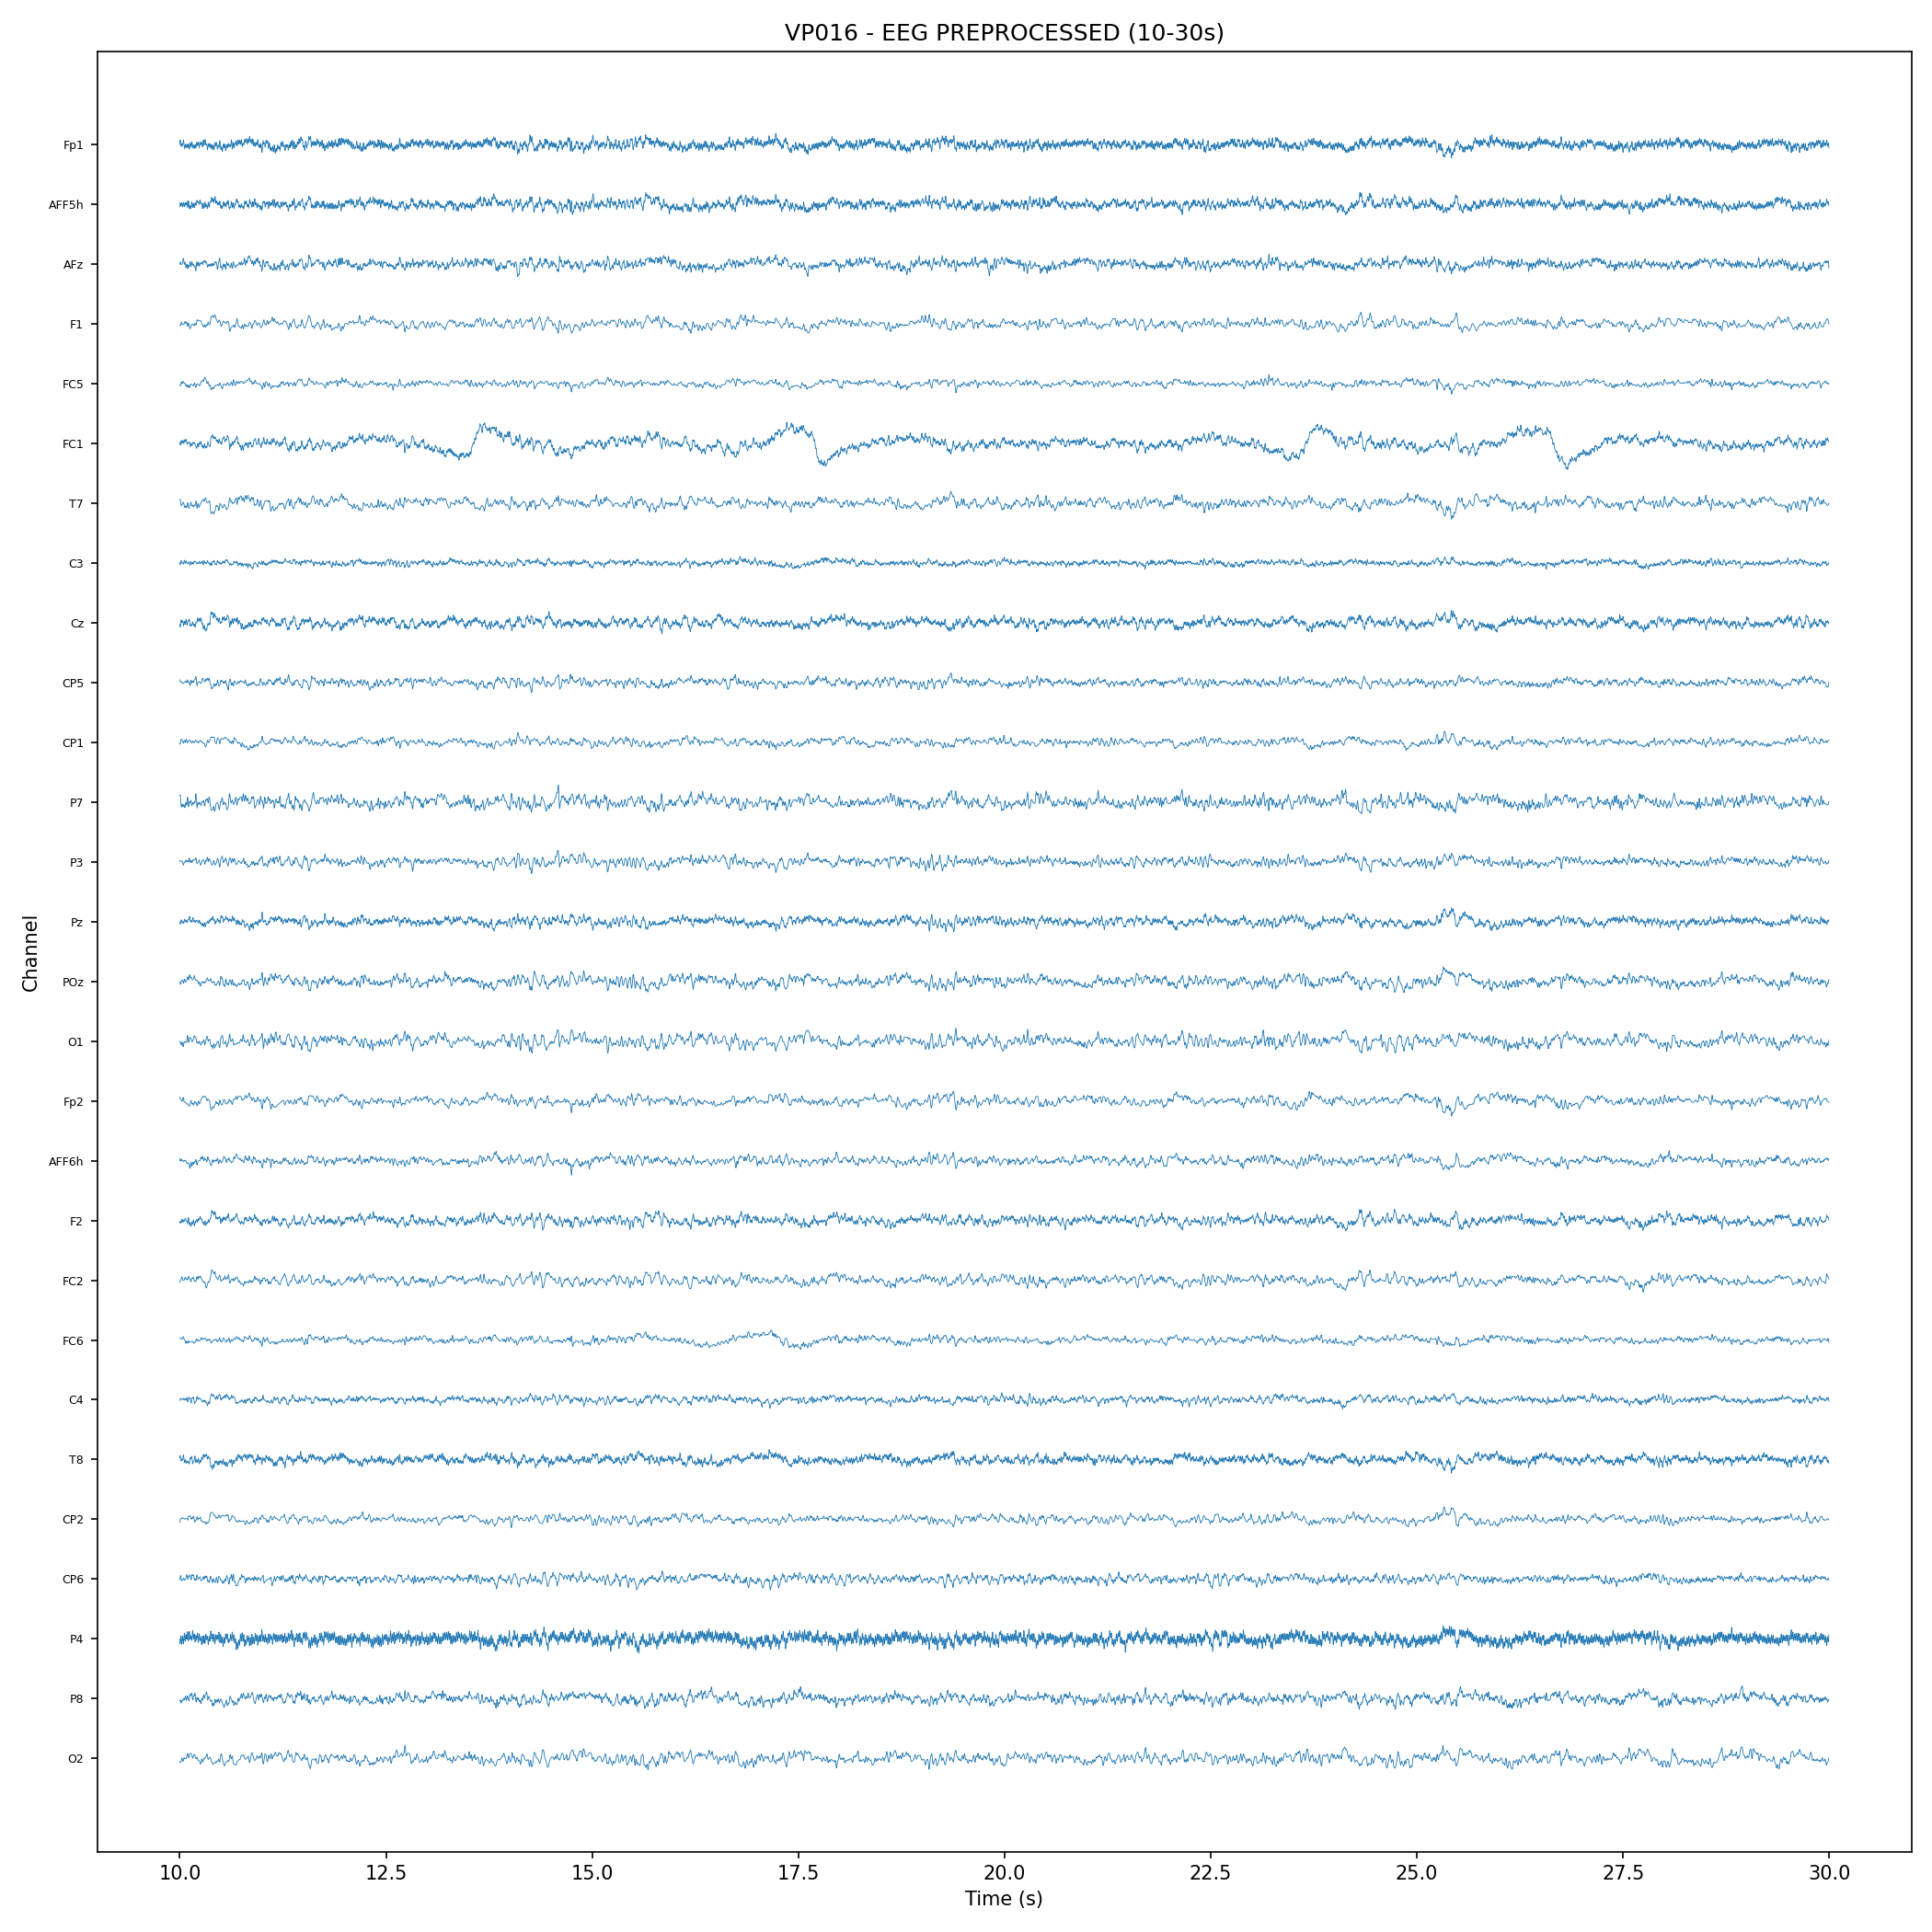 VP016 - EEG PREPROCESSED (10-30s)
Fp1
AFF5h
AFz
F1
FC5
FC1
T7
C3
Cz
CP5
CP1
P7
P3
Pz
POz
O1
Fp2
AFF6h
F2
FC2
FC6
C4
T8
CP2
CP6
P4
P8
O2
Channel
10.0 12.5 15.0 17.5 20.0 22.5 25.0 27.5 30.0
Time (s)